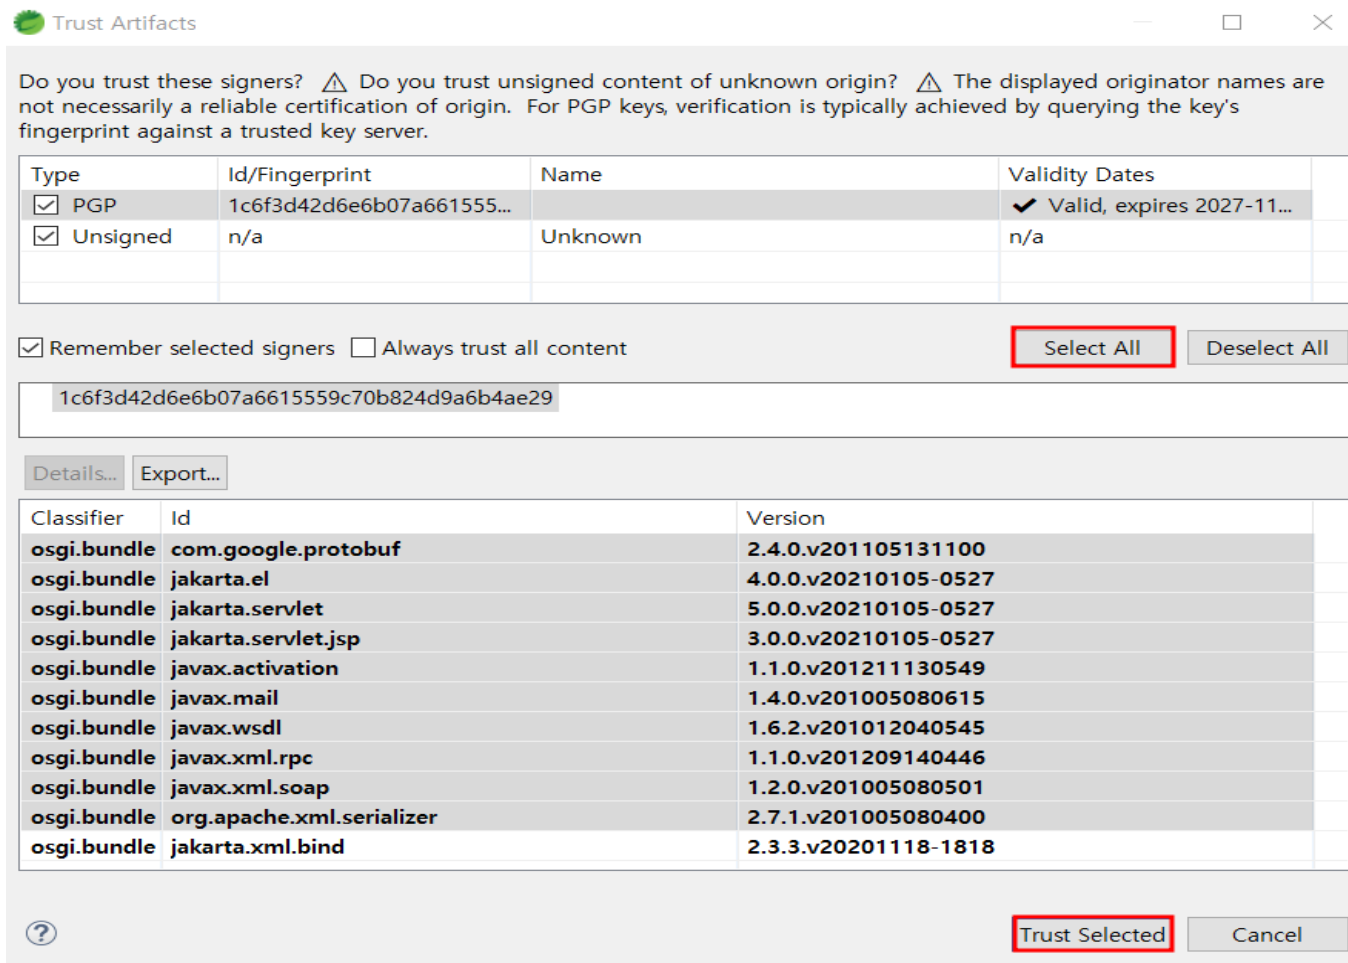 Trust Artifacts
Do you trust these signers? ⚠ Do you trust unsigned content of unknown origin? ⚠ The displayed originator names are
not necessarily a reliable certification of origin. For PGP keys, verification is typically achieved by querying the key's
fingerprint against a trusted key server.
Type Id/Fingerprint Name Validity Dates
PGP 1c6f3d42d6e6b07a661555... Valid, expires 2027-11...
Unsigned n/a Unknown n/a
Remember selected signers Always trust all content Select All Deselect All
1c6f3d42d6e6b07a6615559c70b824d9a6b4ae29
Details... Export...
Classifier Id Version
osgi.bundle com.google.protobuf 2.4.0.v201105131100
osgi.bundle jakarta.el 4.0.0.v20210105-0527
osgi.bundle jakarta.servlet 5.0.0.v20210105-0527
osgi.bundle jakarta.servlet.jsp 3.0.0.v20210105-0527
osgi.bundle javax.activation 1.1.0.v201211130549
osgi.bundle javax.mail 1.4.0.v201005080615
osgi.bundle javax.wsdl 1.6.2.v201012040545
osgi.bundle javax.xml.rpc 1.1.0.v201209140446
osgi.bundle javax.xml.soap 1.2.0.v201005080501
osgi.bundle org.apache.xml.serializer 2.7.1.v201005080400
osgi.bundle jakarta.xml.bind 2.3.3.v20201118-1818
? Trust Selected Cancel